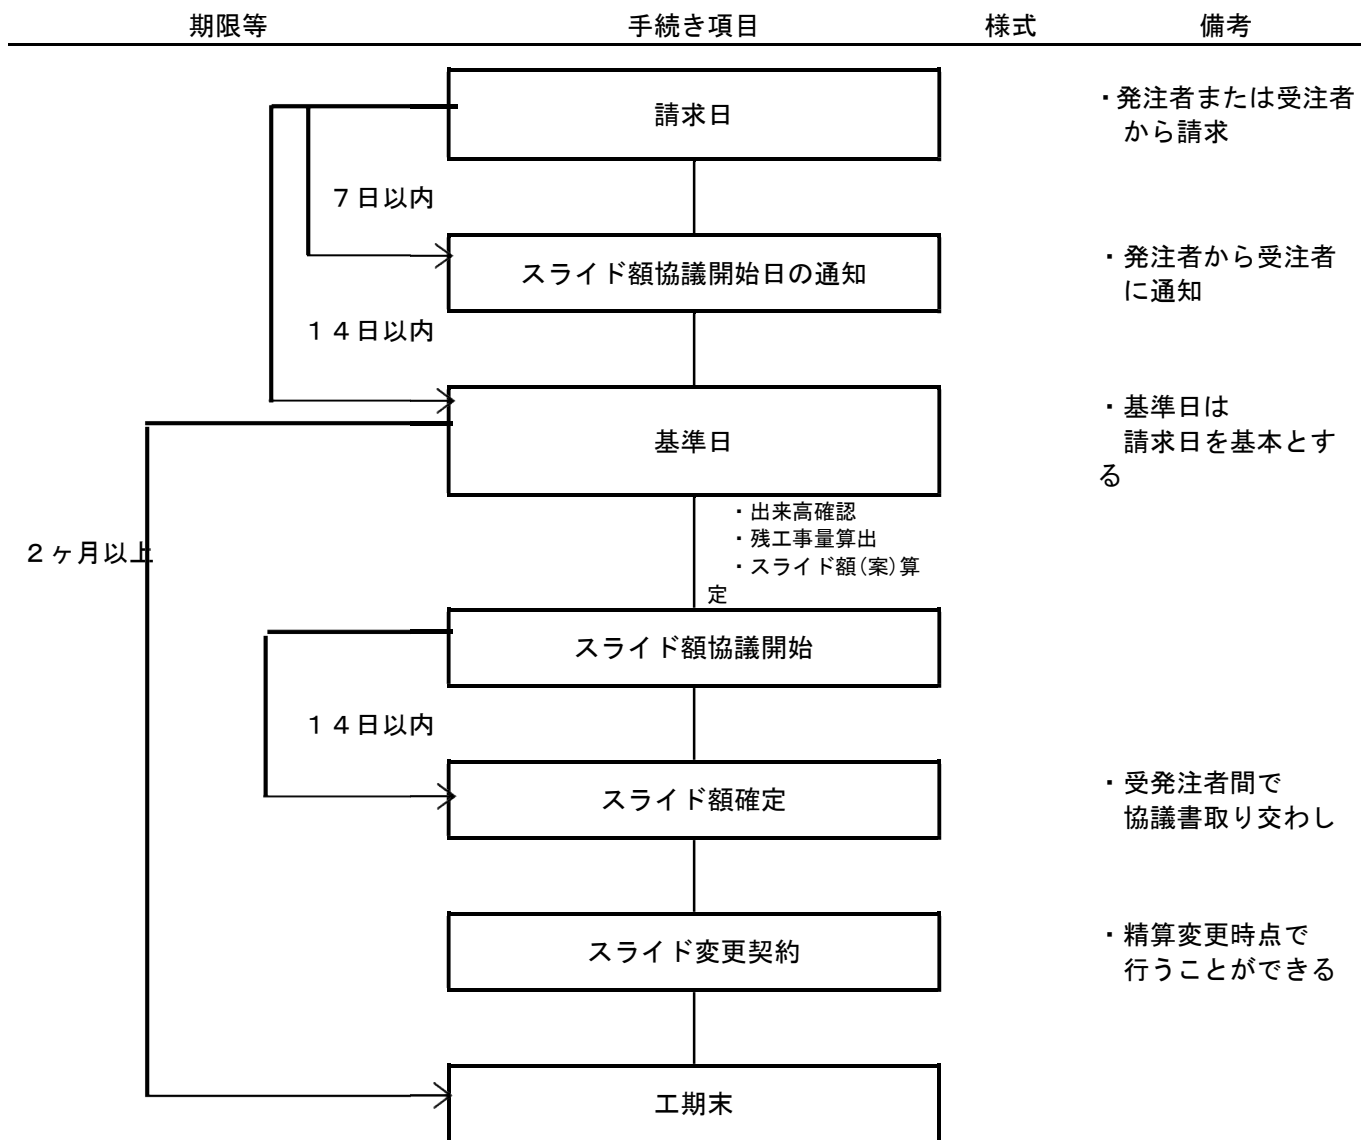 期限等 手続き項目 様式 備考
請求日
・発注者または受注者
から請求
７日以内
スライド額協議開始日の通知
・発注者から受注者
に通知
１４日以内
基準日
・基準日は
請求日を基本とす
る
・出来高確認
・残工事量算出
・スライド額(案)算
定
２ヶ月以上
スライド額協議開始
１４日以内
スライド額確定
・受発注者間で
協議書取り交わし
スライド変更契約
・精算変更時点で
行うことができる
工期末